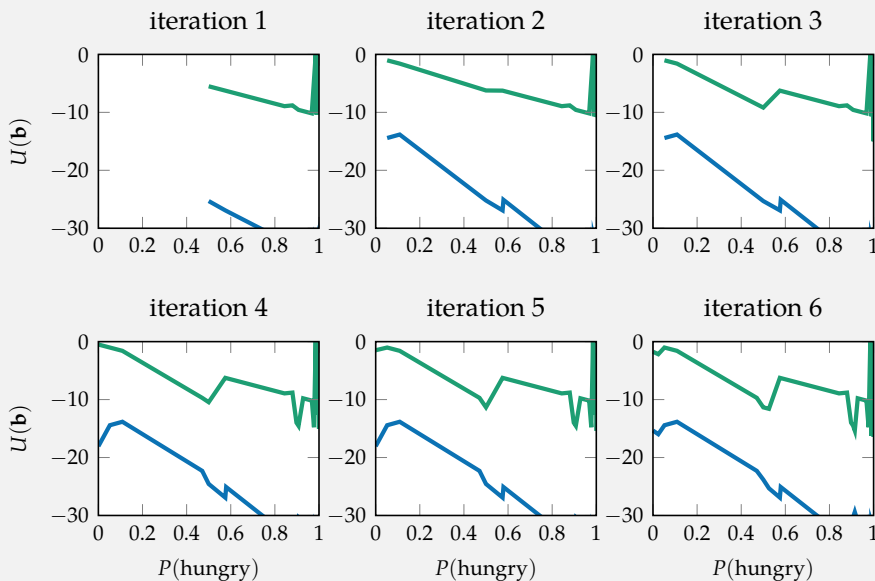 iteration 1 iteration 2 iteration 3
0 0 0
−10 −10 −10
U(b)
−20 −20 −20
−30 −30 −30
0 0.2 0.4 0.6 0.8 1 0 0.2 0.4 0.6 0.8 1 0 0.2 0.4 0.6 0.8 1
iteration 4 iteration 5 iteration 6
0 0 0
−10 −10 −10
U(b)
−20 −20 −20
−30 −30 −30
0 0.2 0.4 0.6 0.8 1 0 0.2 0.4 0.6 0.8 1 0 0.2 0.4 0.6 0.8 1
P(hungry) P(hungry) P(hungry)